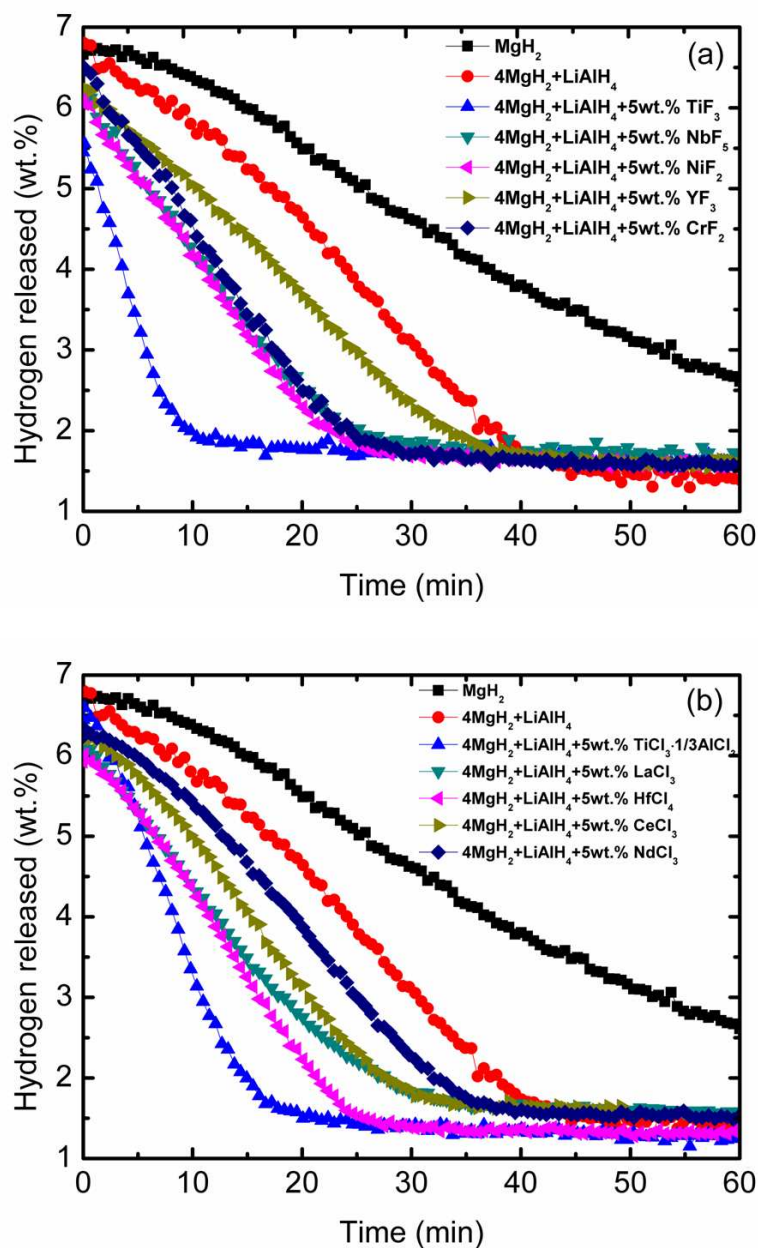 (a)
MgH₂
4MgH₂+LiAlH₄
4MgH₂+LiAlH₄+5wt.% TiF₃
4MgH₂+LiAlH₄+5wt.% NbF₅
4MgH₂+LiAlH₄+5wt.% NiF₂
4MgH₂+LiAlH₄+5wt.% YF₃
4MgH₂+LiAlH₄+5wt.% CrF₂
Hydrogen released (wt.%)
7
6
5
4
3
2
1
0 10 20 30 40 50 60
Time (min)
(b)
MgH₂
4MgH₂+LiAlH₄
4MgH₂+LiAlH₄+5wt.% TiCl₃·1/3AlCl₃
4MgH₂+LiAlH₄+5wt.% LaCl₃
4MgH₂+LiAlH₄+5wt.% HfCl₄
4MgH₂+LiAlH₄+5wt.% CeCl₃
4MgH₂+LiAlH₄+5wt.% NdCl₃
Hydrogen released (wt.%)
7
6
5
4
3
2
1
0 10 20 30 40 50 60
Time (min)